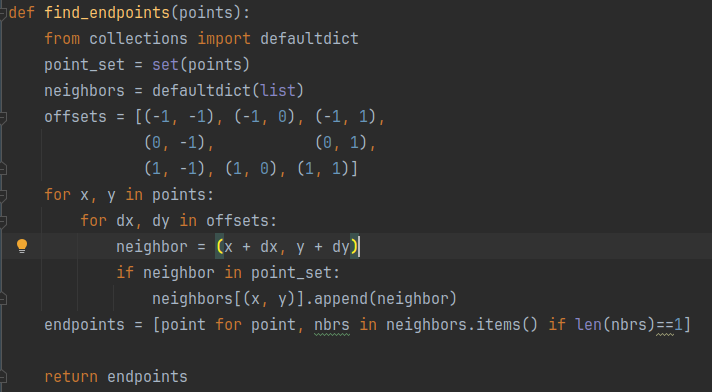 def find_endpoints(points):
    from collections import defaultdict
    point_set = set(points)
    neighbors = defaultdict(list)
    offsets = [(-1, -1), (-1, 0), (-1, 1),
               (0, -1),           (0, 1),
               (1, -1), (1, 0), (1, 1)]
    for x, y in points:
        for dx, dy in offsets:
            neighbor = (x + dx, y + dy)
            if neighbor in point_set:
                neighbors[(x, y)].append(neighbor)
    endpoints = [point for point, nbrs in neighbors.items() if len(nbrs)==1]

    return endpoints